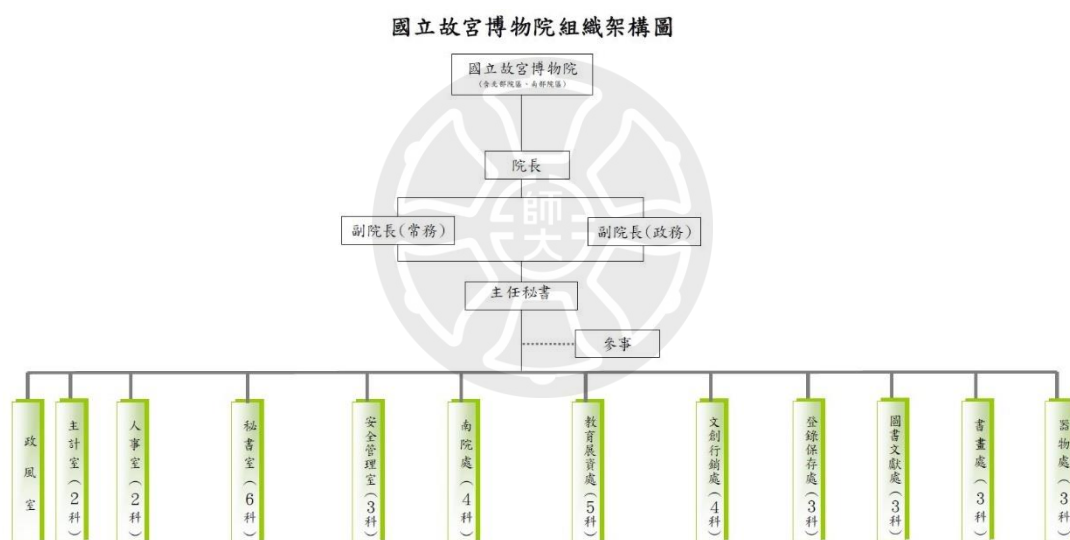 國立故宮博物院組織架構圖
國立故宮博物院
(含北部院區、南部院區)
院長
副院長(常務)
副院長(政務)
主任秘書
參事
政風室
主計室(2科)
人事室(2科)
秘書室(6科)
安全管理室(3科)
南院處(4科)
教育展資處(5科)
文創行銷處(4科)
登錄保存處(3科)
圖書文獻處(3科)
書畫處(3科)
器物處(3科)
師大